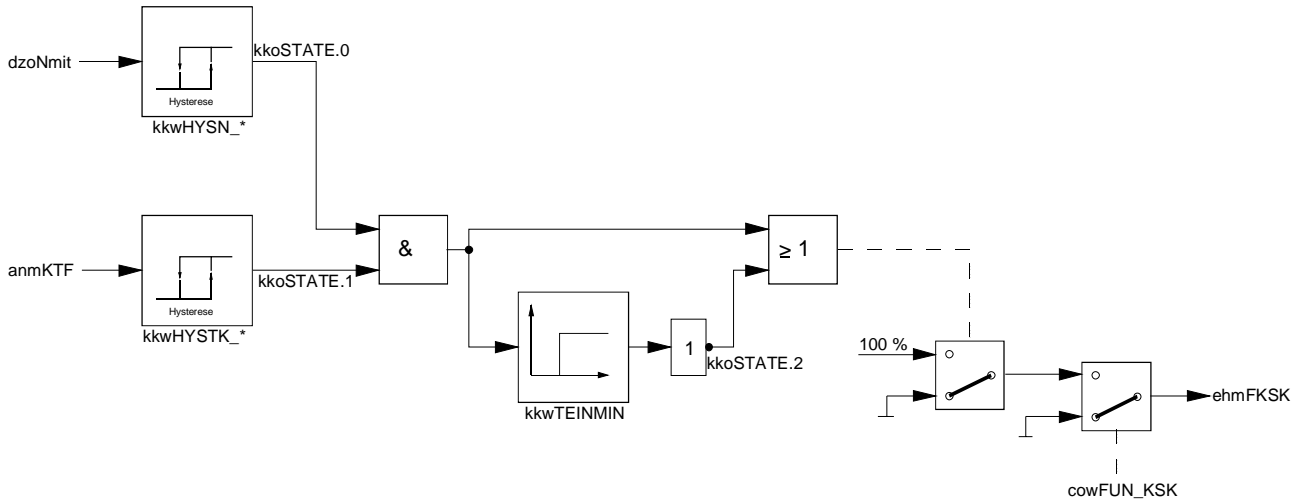 dzoNmit
Hysterese
kkwHYSN_*
kkoSTATE.0
anmKTF
Hysterese
kkwHYSTK_*
kkoSTATE.1
&
≥ 1
kkwTEINMIN
1
kkoSTATE.2
100 %
ehmFKSK
cowFUN_KSK